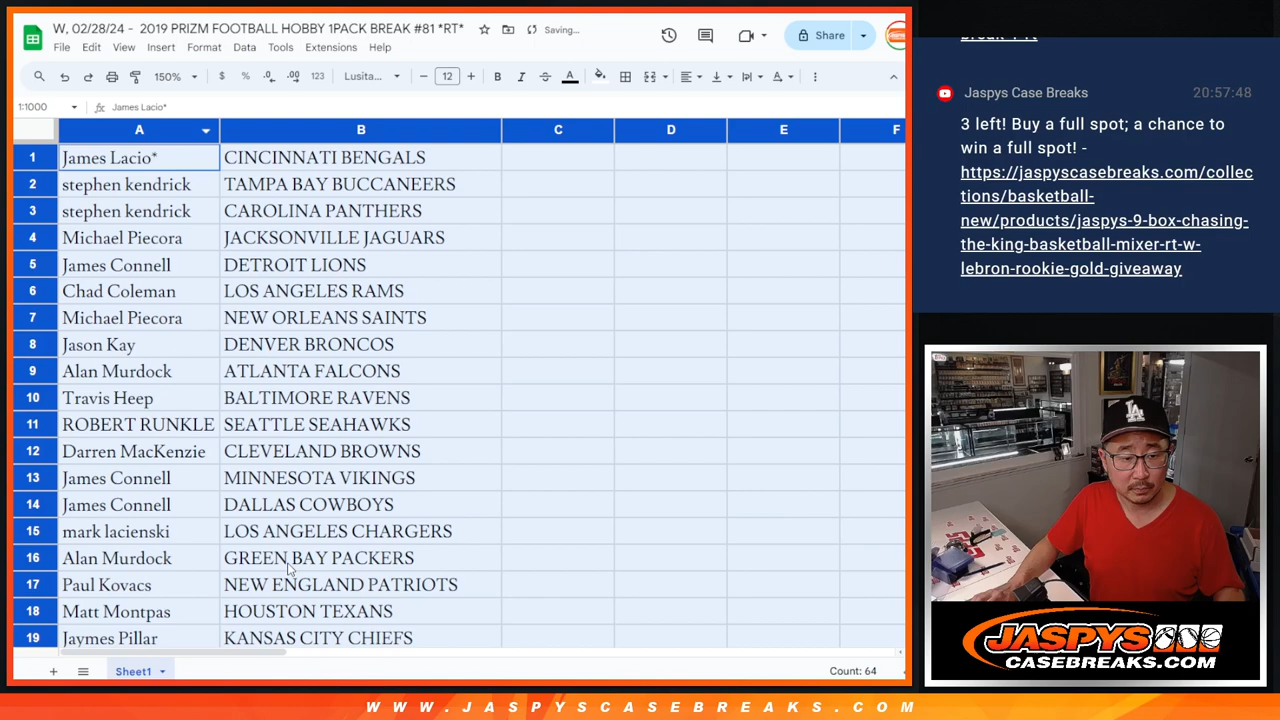 W, 02/28/24 - 2019 PRIZM FOOTBALL HOBBY 1PACK BREAK #81 *RT*
Saving...
File Edit View Insert Format Data Tools Extensions Help
Share
150% $ % .0 .00 123 Lusita... 12 B I A
1:1000 fx James Lacio*
A B C D E F
1 James Lacio* CINCINNATI BENGALS
2 stephen kendrick TAMPA BAY BUCCANEERS
3 stephen kendrick CAROLINA PANTHERS
4 Michael Piecora JACKSONVILLE JAGUARS
5 James Connell DETROIT LIONS
6 Chad Coleman LOS ANGELES RAMS
7 Michael Piecora NEW ORLEANS SAINTS
8 Jason Kay DENVER BRONCOS
9 Alan Murdock ATLANTA FALCONS
10 Travis Heep BALTIMORE RAVENS
11 ROBERT RUNKLE SEATTLE SEAHAWKS
12 Darren MacKenzie CLEVELAND BROWNS
13 James Connell MINNESOTA VIKINGS
14 James Connell DALLAS COWBOYS
15 mark lacienski LOS ANGELES CHARGERS
16 Alan Murdock GREEN BAY PACKERS
17 Paul Kovacs NEW ENGLAND PATRIOTS
18 Matt Montpas HOUSTON TEXANS
19 Jaymes Pillar KANSAS CITY CHIEFS
Sheet1
Count: 64
Jaspys Case Breaks 20:57:48
3 left! Buy a full spot; a chance to
win a full spot! -
https://jaspyscasebreaks.com/collec
tions/basketball-
new/products/jaspys-9-box-chasing-
the-king-basketball-mixer-rt-w-
lebron-rookie-gold-giveaway
LA
JASPYS
CASEBREAKS.COM
WWW.JASPYSCASEBREAKS.COM